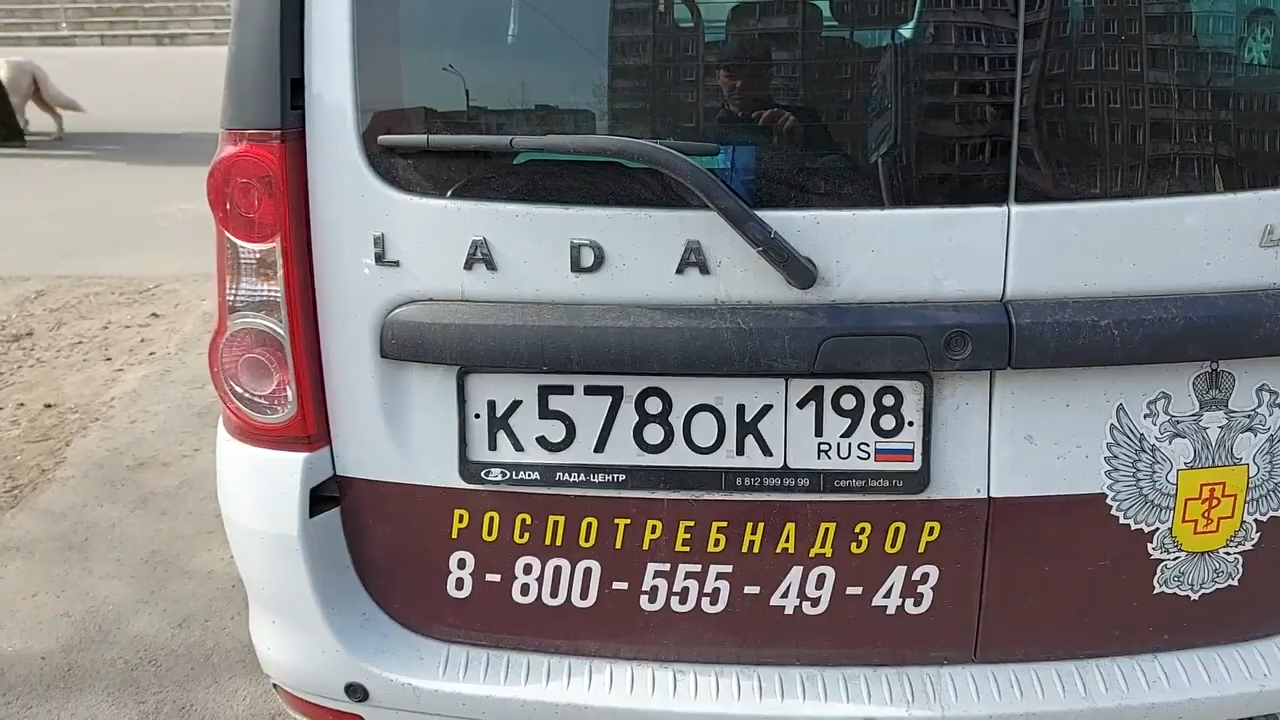 LADA
К578ОК 198
RUS
LADA ЛАДА-ЦЕНТР 8 812 999 99 99 center.lada.ru
РОСПОТРЕБНАДЗОР
8-800-555-49-43